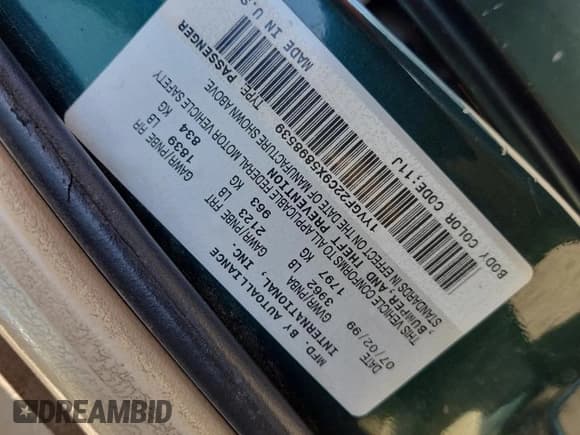 MFD. BY AUTOALLIANCE
INTERNATIONAL, INC.
DATE GVWR/PNBV GAWR/PNBE FRT GAWR/PNBE RR
07/02/99 3962 LB 2123 LB 1839 LB
1797 KG 963 KG 834 KG
THIS VEHICLE CONFORMS TO ALL APPLICABLE FEDERAL MOTOR VEHICLE SAFETY
, BUMPER AND THEFT PREVENTION
STANDARDS IN EFFECT ON THE DATE OF MANUFACTURE SHOWN ABOVE
1YVGF22C9X5898539 TYPE PASSENGER
BODY COLOR CODE;11J MADE IN U.S
DREAMBID